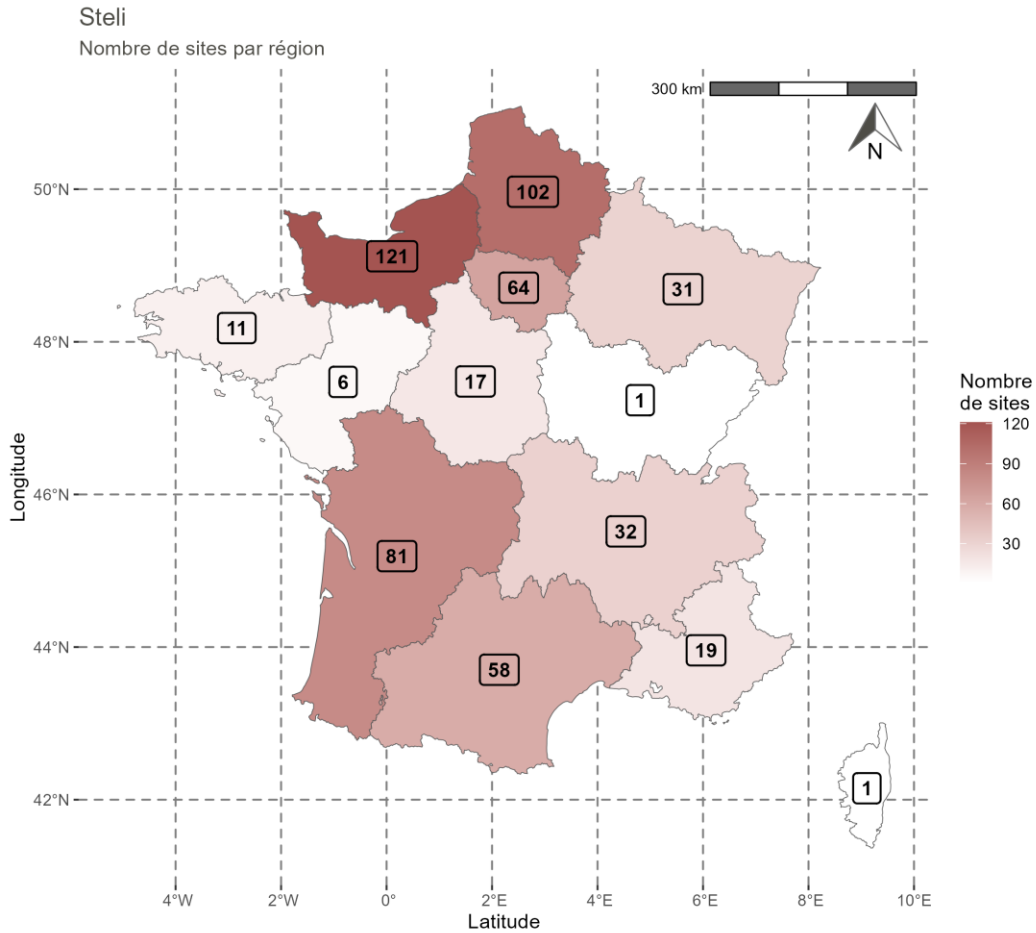 Steli
Nombre de sites par région
300 km
N
50°N
102
121
64
31
48°N
11
6
17
1
Nombre
de sites
120
90
60
30
46°N
Longitude
32
81
44°N
19
58
42°N
1
4°W
2°W
0°
2°E
4°E
6°E
8°E
10°E
Latitude